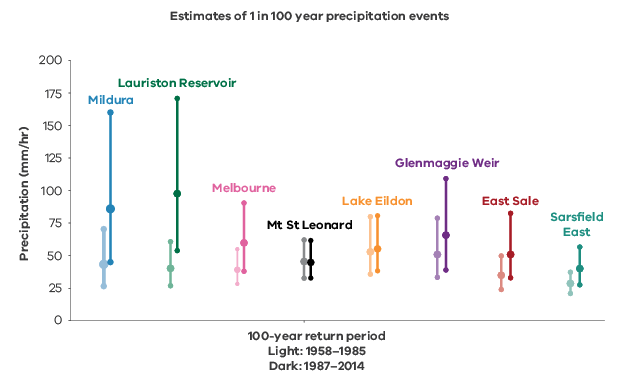 Estimates of 1 in 100 year precipitation events
Precipitation (mm/hr)
200
175
150
125
100
75
50
25
0
Mildura
Lauriston Reservoir
Melbourne
Mt St Leonard
Lake Eildon
Glenmaggie Weir
East Sale
Sarsfield
East
100-year return period
Light: 1958–1985
Dark: 1987–2014